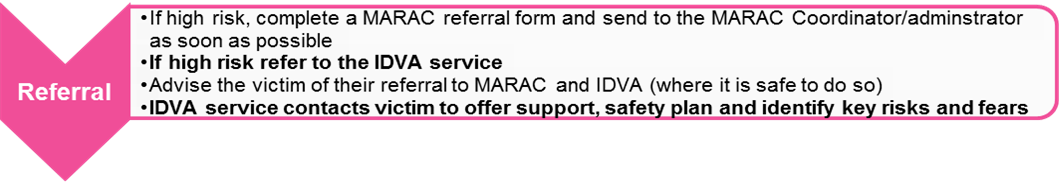 Referral
•If high risk, complete a MARAC referral form and send to the MARAC Coordinator/adminstrator
as soon as possible
•If high risk refer to the IDVA service
•Advise the victim of their referral to MARAC and IDVA (where it is safe to do so)
•IDVA service contacts victim to offer support, safety plan and identify key risks and fears